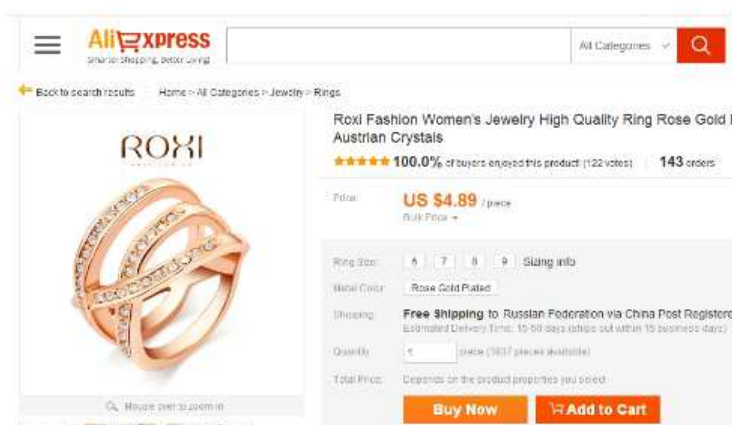 AliExpress
Smarter Shopping, Better Living!
All Categories
Back to search results
Home > All Categories > Jewelry > Rings
ROXI
Mouse over to zoom in
Roxi Fashion Women's Jewelry High Quality Ring Rose Gold
Austrian Crystals
100.0% of buyers enjoyed this product (122 votes) 143 orders
Price: US $4.89 / piece
Bulk Price
Ring Size: 6 7 8 9 Sizing info
Metal Color: Rose Gold Plated
Shipping: Free Shipping to Russian Federation via China Post Registere
Estimated Delivery Time: 15-60 days (ships out within 15 business days)
Quantity: piece (3937 pieces available)
Total Price: Depends on the product properties you select
Buy Now Add to Cart